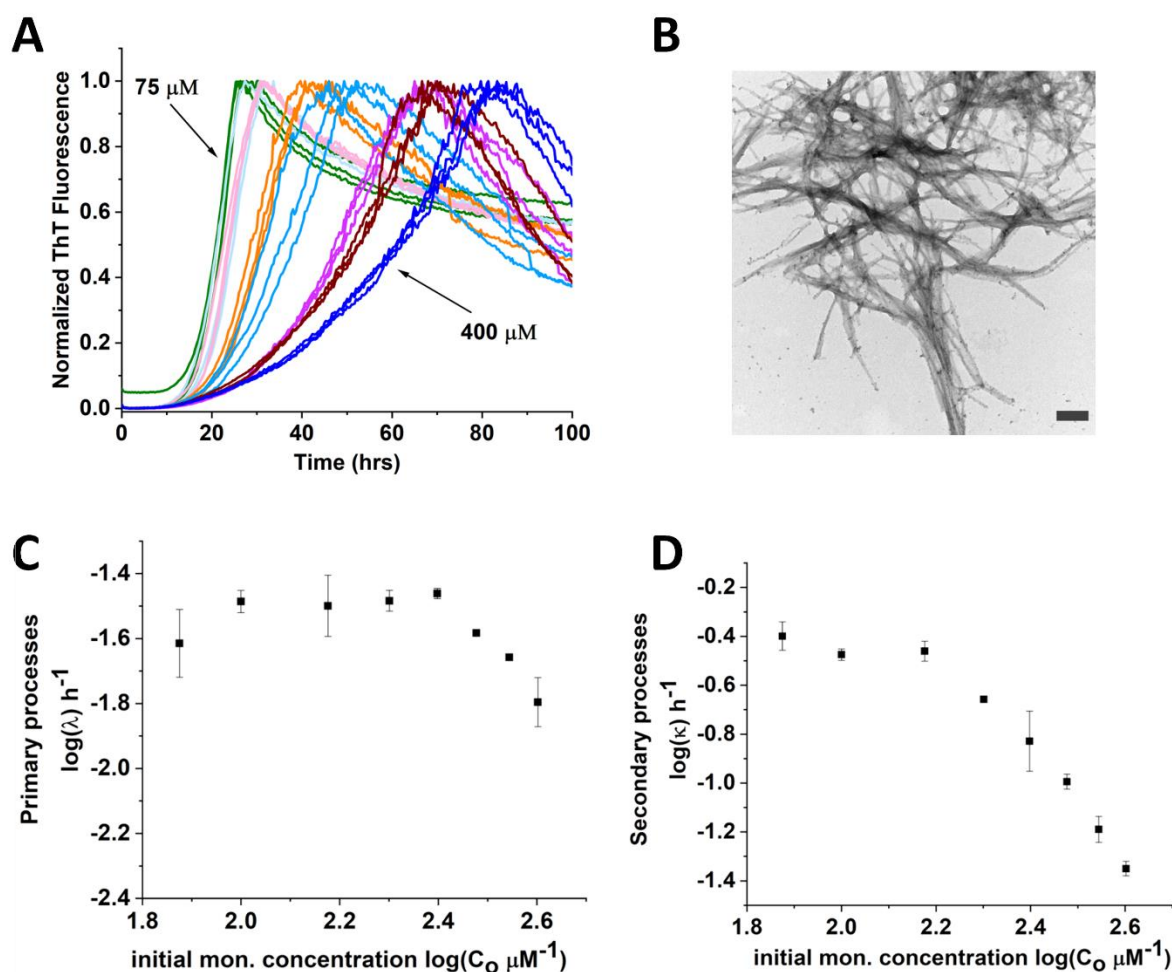 A
Normalized ThT Fluorescence
1.0
0.8
0.6
0.4
0.2
0.0
75 μM
400 μM
0 20 40 60 80 100
Time (hrs)
B
C
Primary processes
log(λ) h⁻¹
-1.4
-1.6
-1.8
-2.0
-2.2
-2.4
1.8 2.0 2.2 2.4 2.6
initial mon. concentration log(C₀ μM⁻¹)
D
Secondary processes
log(κ) h⁻¹
-0.2
-0.4
-0.6
-0.8
-1.0
-1.2
-1.4
1.8 2.0 2.2 2.4 2.6
initial mon. concentration log(C₀ μM⁻¹)